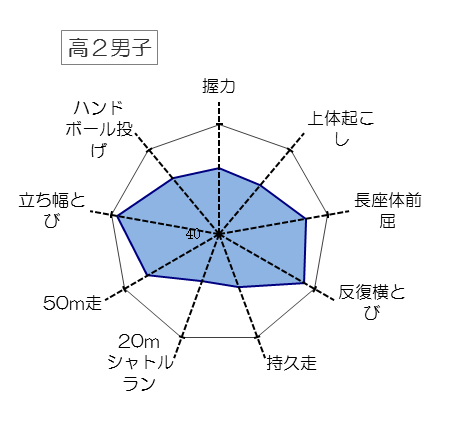 高２男子
握力
上体起こ
し
長座体前
屈
反復横と
び
持久走
20m
シャトル
ラン
50m走
立ち幅と
び
ハンド
ボール投
げ
40